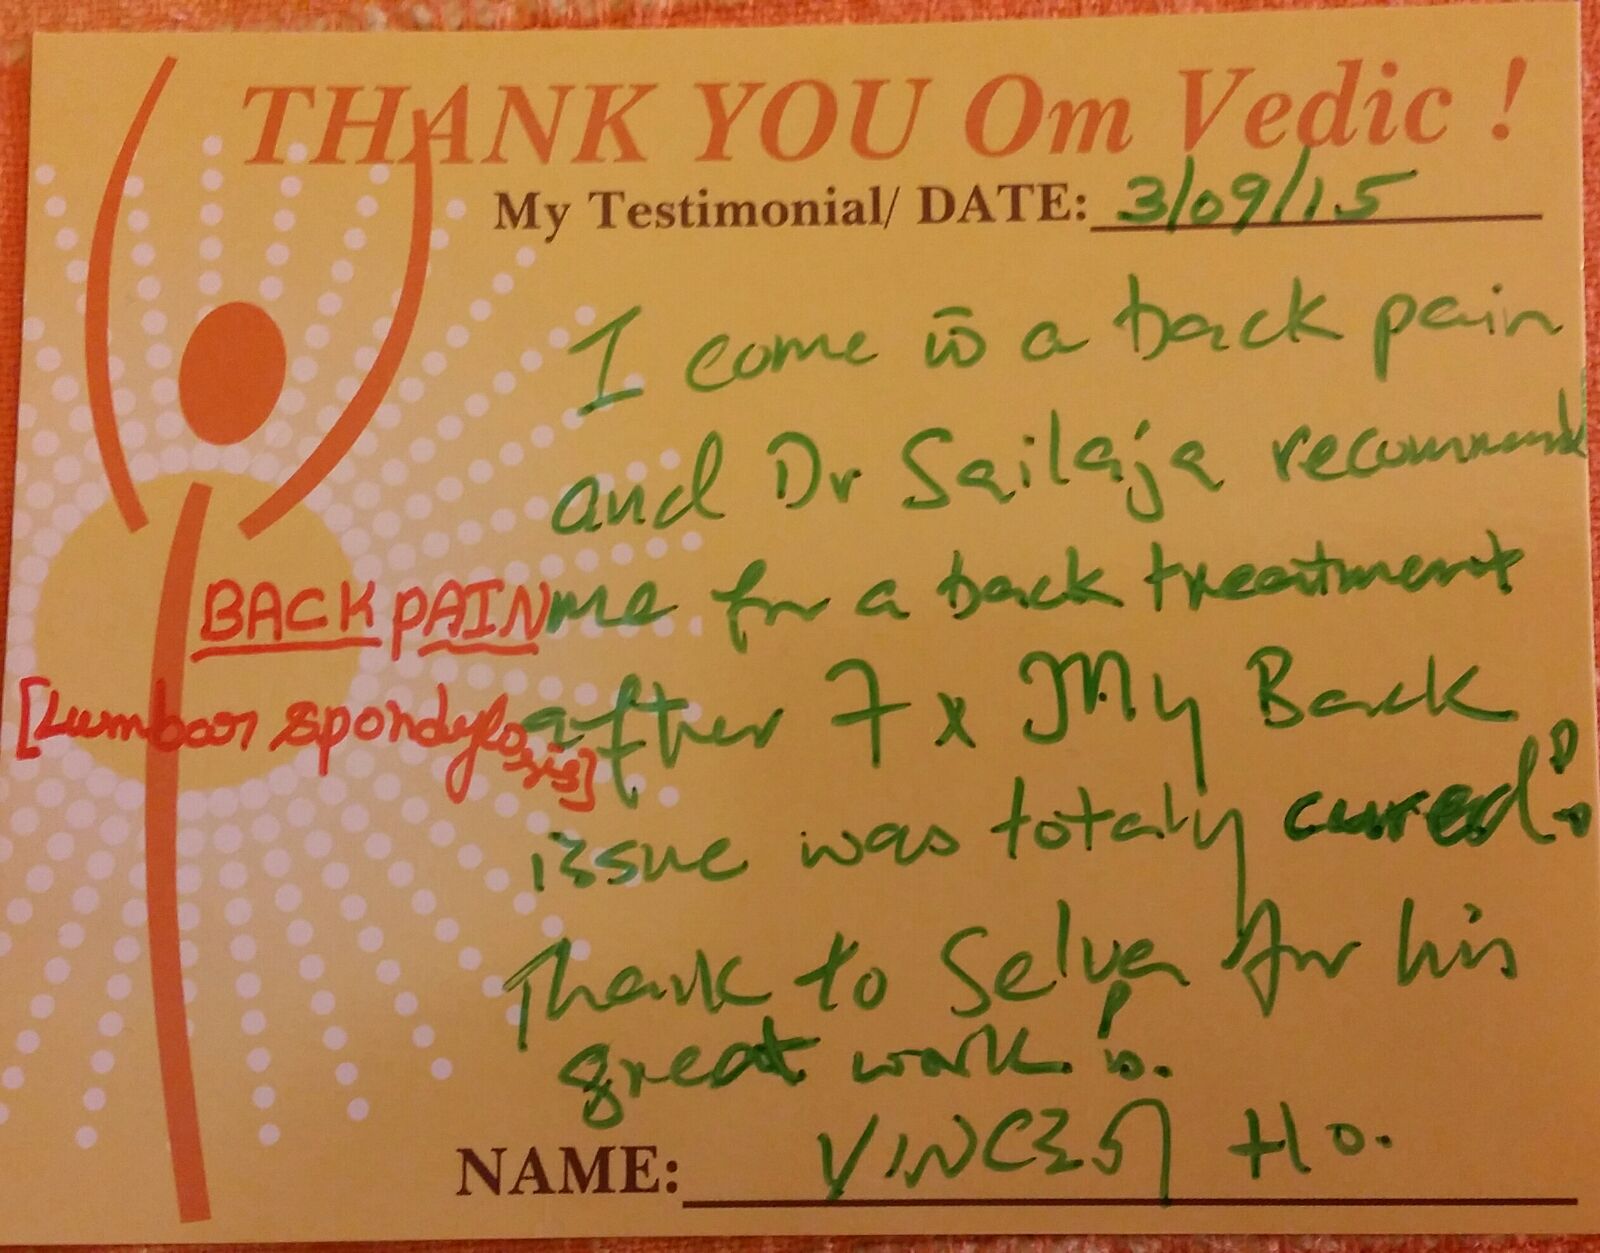 THANK YOU Om Vedic !
My Testimonial/ DATE: 3/09/15
I come w̄ a back pain
and Dr Sailaja recommend
me for a back treatment
after 7 x My Back
issue was totaly cured!
Thank to Selva for his
great work !
BACK PAIN
[Lumbar spondylosis]
NAME: VINCENT HO.